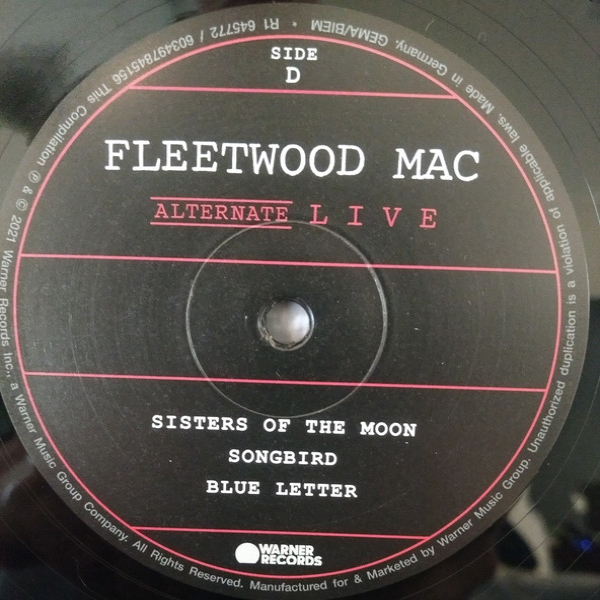 SIDE
D
FLEETWOOD MAC
ALTERNATE LIVE
SISTERS OF THE MOON
SONGBIRD
BLUE LETTER
WARNER
RECORDS
This Compilation ℗ & © 2021 Warner Records Inc., a Warner Music Group Company. All Rights Reserved. Manufactured for & Marketed by Warner Music Group. Unauthorized duplication is a violation of applicable laws. Made in Germany. GEMA/BIEM • R1 645772 / 603497845156